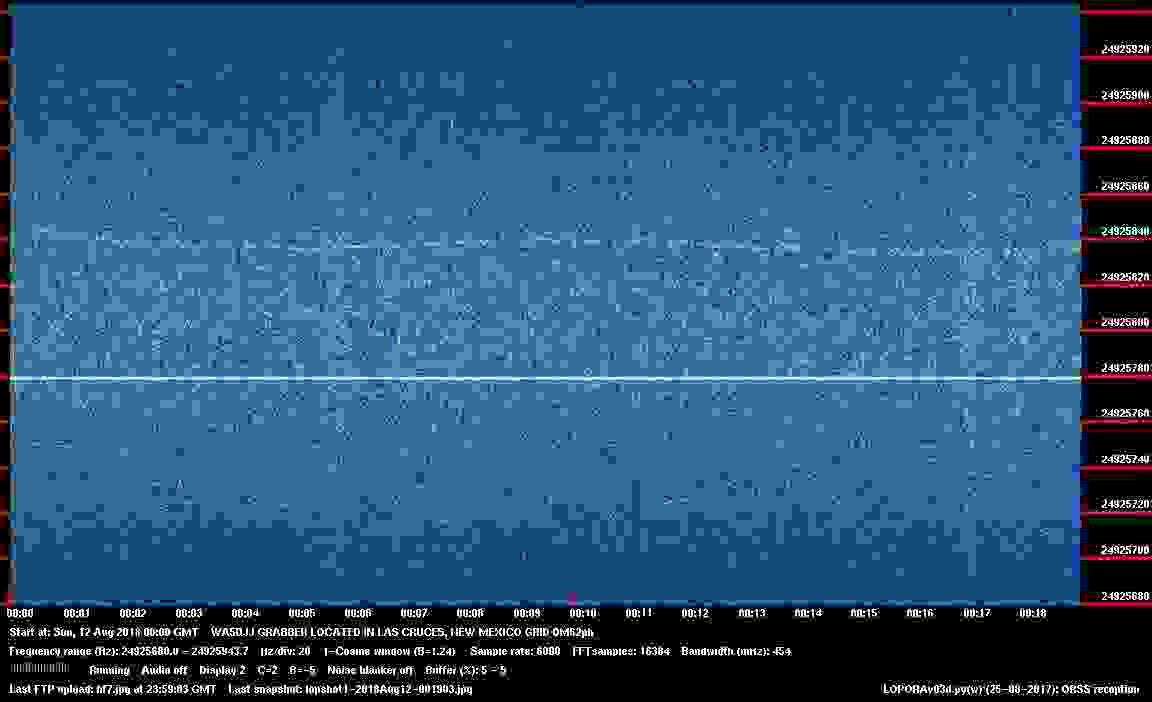 24925920
24925900
24925880
24925860
24925840
24925820
24925800
24925780
24925760
24925740
24925720
24925700
24925680
00:00 00:01 00:02 00:03 00:04 00:05 00:06 00:07 00:08 00:09 00:10 00:11 00:12 00:13 00:14 00:15 00:16 00:17 00:18
Start at: Sun, 12 Aug 2018 00:00 GMT GRABBER LOCATED IN LAS CRUCES, NEW MEXICO GRID DM62ph
Frequency range (Hz): 24925680.0 - 24925943.7 Hz/div: 20 1-Cosine window (B=1.24) Sample rate: 6000 FFTsamples: 16384 Bandwidth (mHz): 454
Running Audio off Display 2 C=2 B=-5 Noise blanker off Buffer (%): 5 - 5
Last FTP upload: hf7.jpg at 23:59:03 GMT Last snapshot: lopshot1-2018Aug12-001903.jpg
LOPORAv03d.py(w) (25-08-2017): QRSS reception